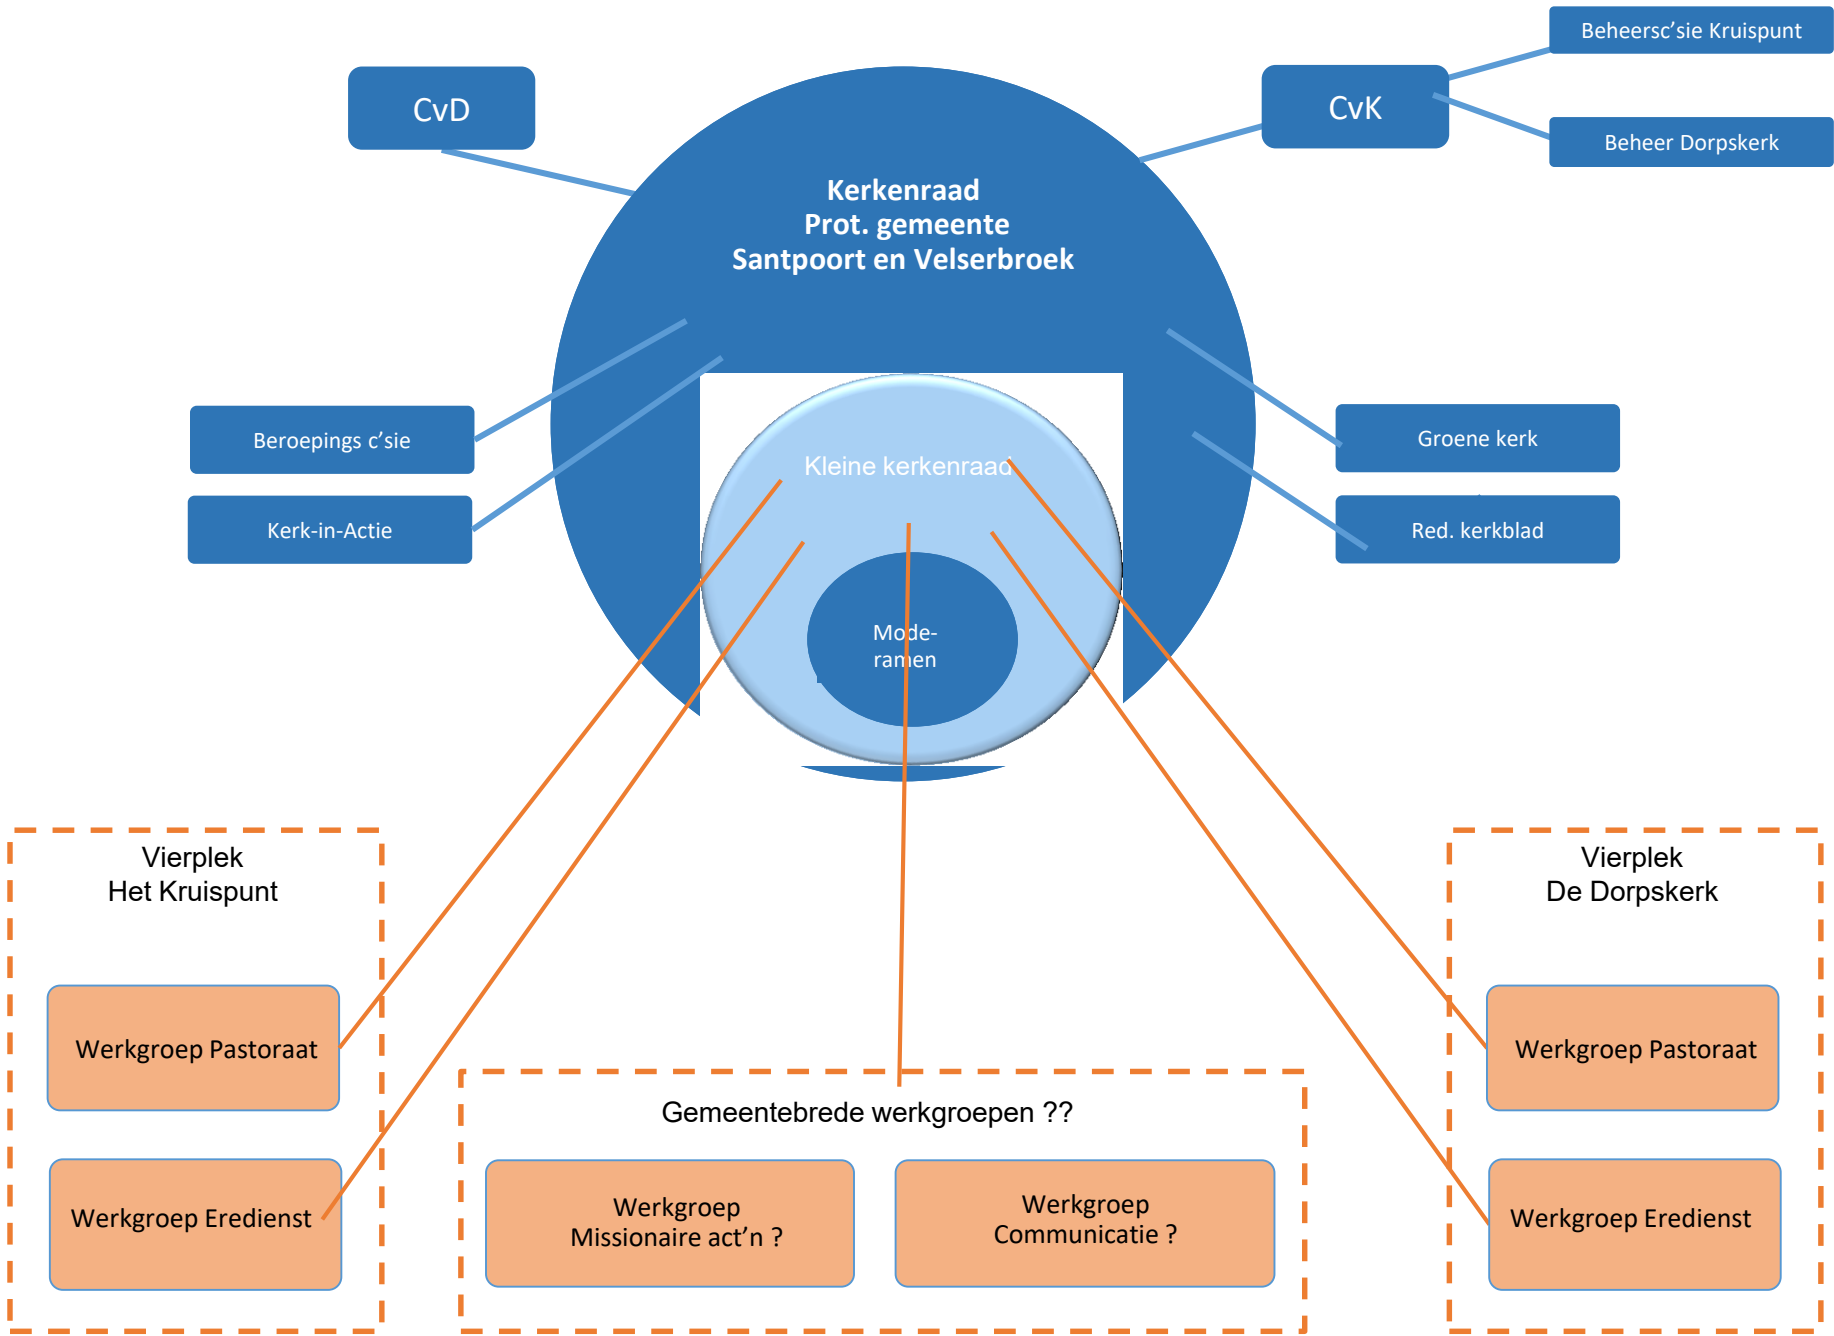 Beheersc’sie Kruispunt
CvD
CvK
Beheer Dorpskerk
Kerkenraad
Prot. gemeente
Santpoort en Velserbroek
Beroepings c’sie
Groene kerk
Kleine kerkenraad
Kerk-in-Actie
Red. kerkblad
Mode-
ramen
Vierplek
Het Kruispunt
Vierplek
De Dorpskerk
Werkgroep Pastoraat
Werkgroep Pastoraat
Gemeentebrede werkgroepen ??
Werkgroep Eredienst
Werkgroep
Missionaire act’n ?
Werkgroep
Communicatie ?
Werkgroep Eredienst